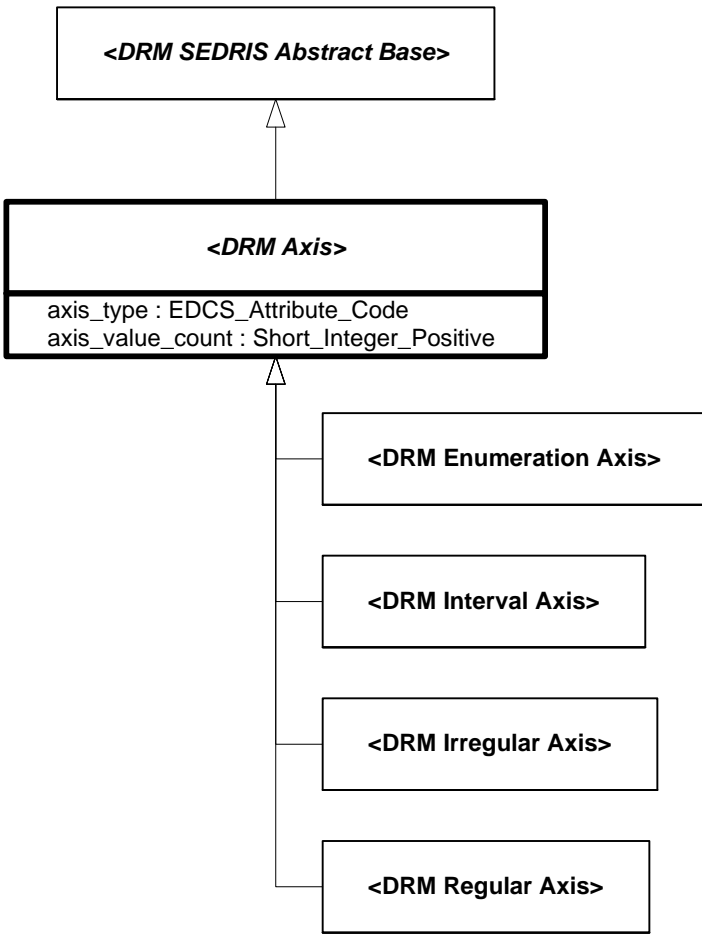 <DRM SEDRIS Abstract Base>
<DRM Axis>
axis_type : EDCS_Attribute_Code
axis_value_count : Short_Integer_Positive
<DRM Enumeration Axis>
<DRM Interval Axis>
<DRM Irregular Axis>
<DRM Regular Axis>